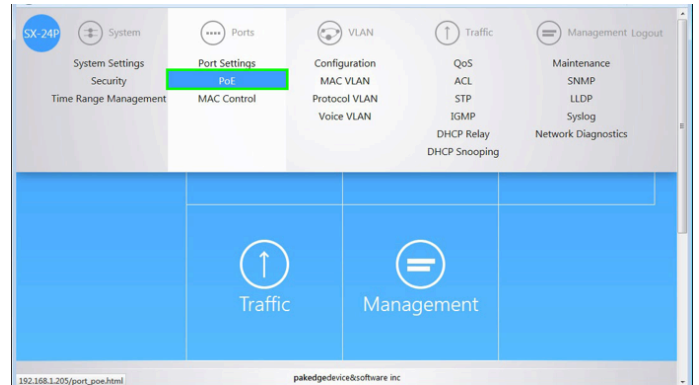 SX-24P System Ports VLAN Traffic Management Logout
System Settings Port Settings Configuration QoS Maintenance
Security PoE MAC VLAN ACL SNMP
Time Range Management MAC Control Protocol VLAN STP LLDP
Voice VLAN IGMP Syslog
DHCP Relay Network Diagnostics
DHCP Snooping
Traffic Management
192.168.1.205/port_poe.html pakedgedevice&software inc